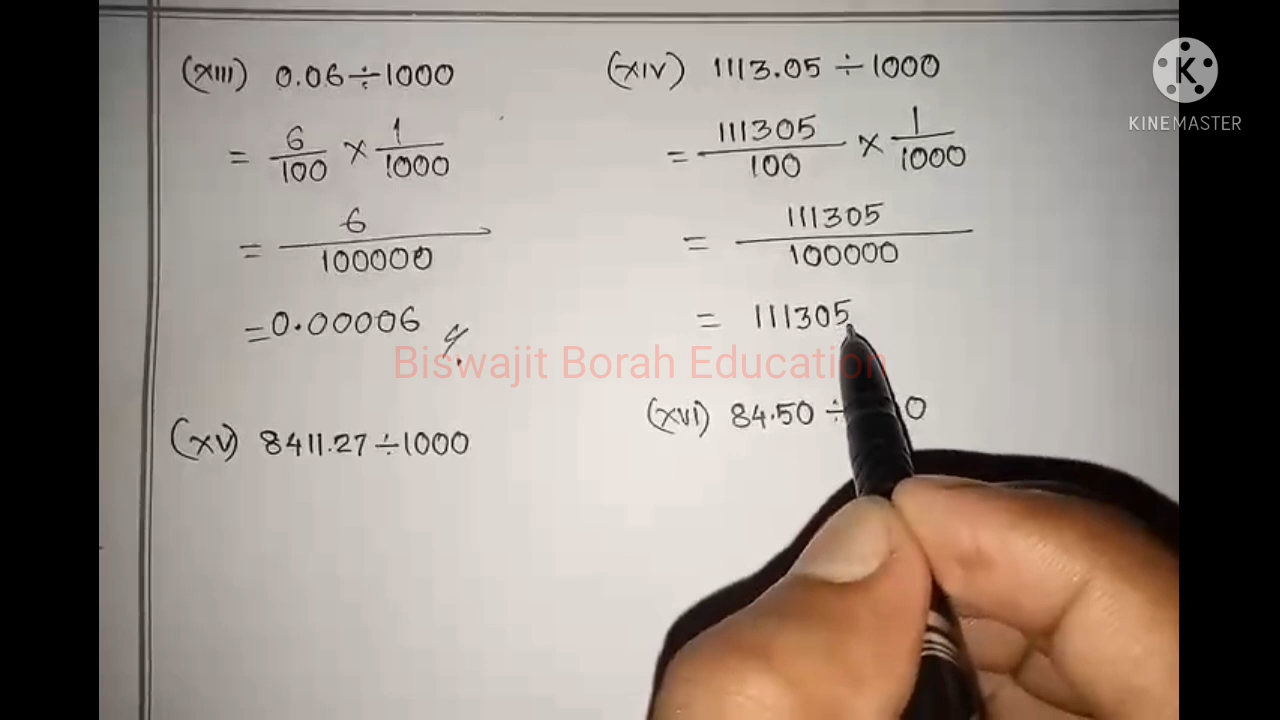 (XIII) 0.06÷1000
= 6/100 × 1/1000
= 6/100000
=0.00006
(XIV) 1113.05 ÷1000
= 111305/100 × 1/1000
= 111305/100000
= 111305
(XV) 8411.27÷1000
(XVI) 84.50 ÷ 0
Biswajit Borah Education
K
KINEMASTER